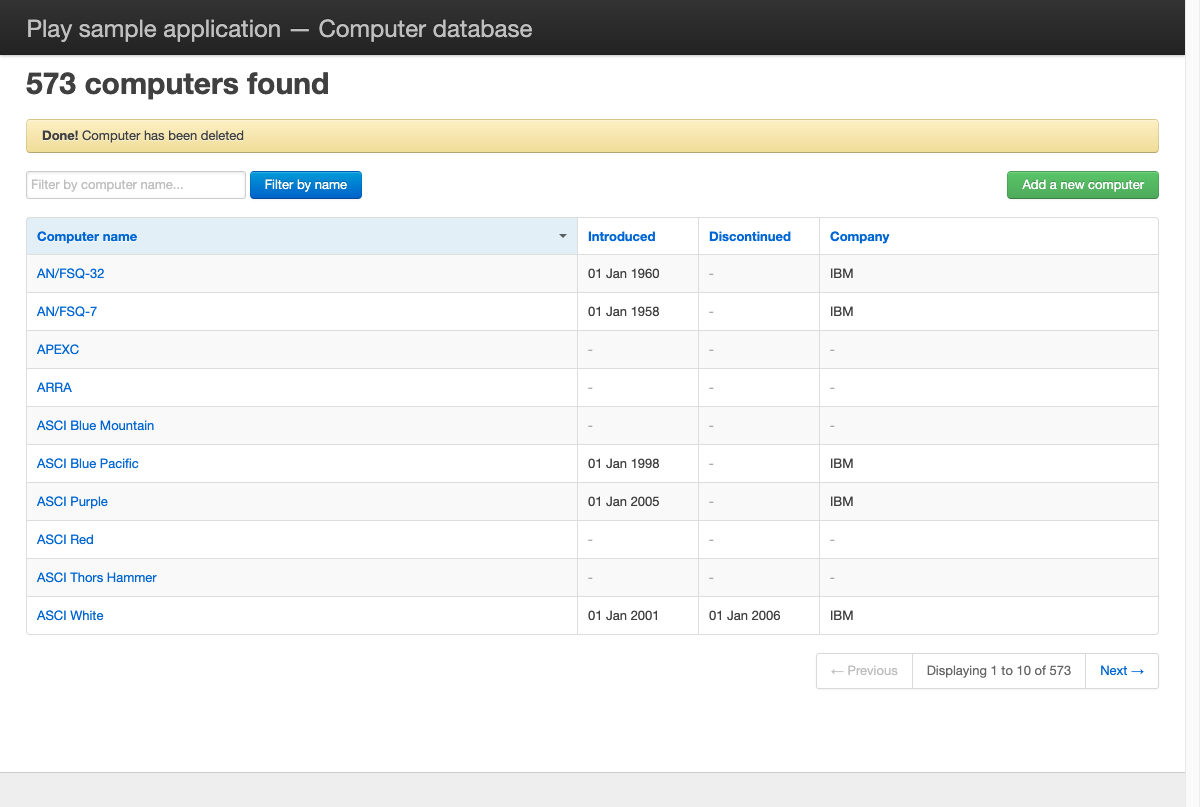 Play sample application — Computer database
573 computers found
Done! Computer has been deleted
Filter by computer name... Filter by name Add a new computer
Computer name Introduced Discontinued Company
AN/FSQ-32 01 Jan 1960 - IBM
AN/FSQ-7 01 Jan 1958 - IBM
APEXC - - -
ARRA - - -
ASCI Blue Mountain - - -
ASCI Blue Pacific 01 Jan 1998 - IBM
ASCI Purple 01 Jan 2005 - IBM
ASCI Red - - -
ASCI Thors Hammer - - -
ASCI White 01 Jan 2001 01 Jan 2006 IBM
← Previous Displaying 1 to 10 of 573 Next →